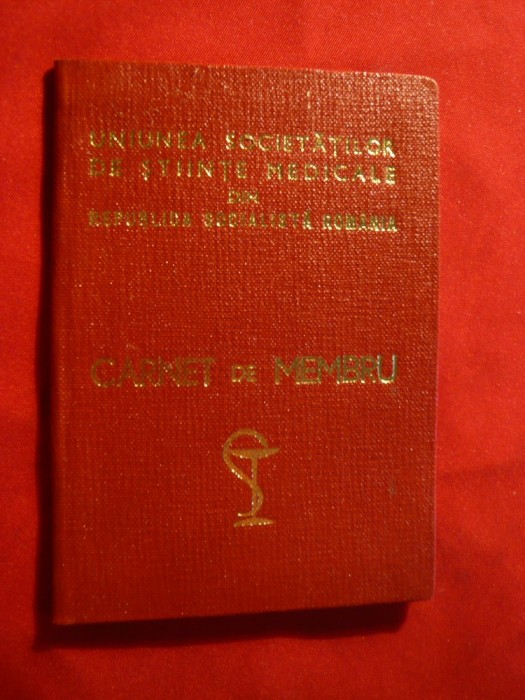 UNIUNEA SOCIETĂȚILOR
DE ȘTIINȚE MEDICALE
DIN
REPUBLICA SOCIALISTĂ ROMÂNIA
CARNET DE MEMBRU